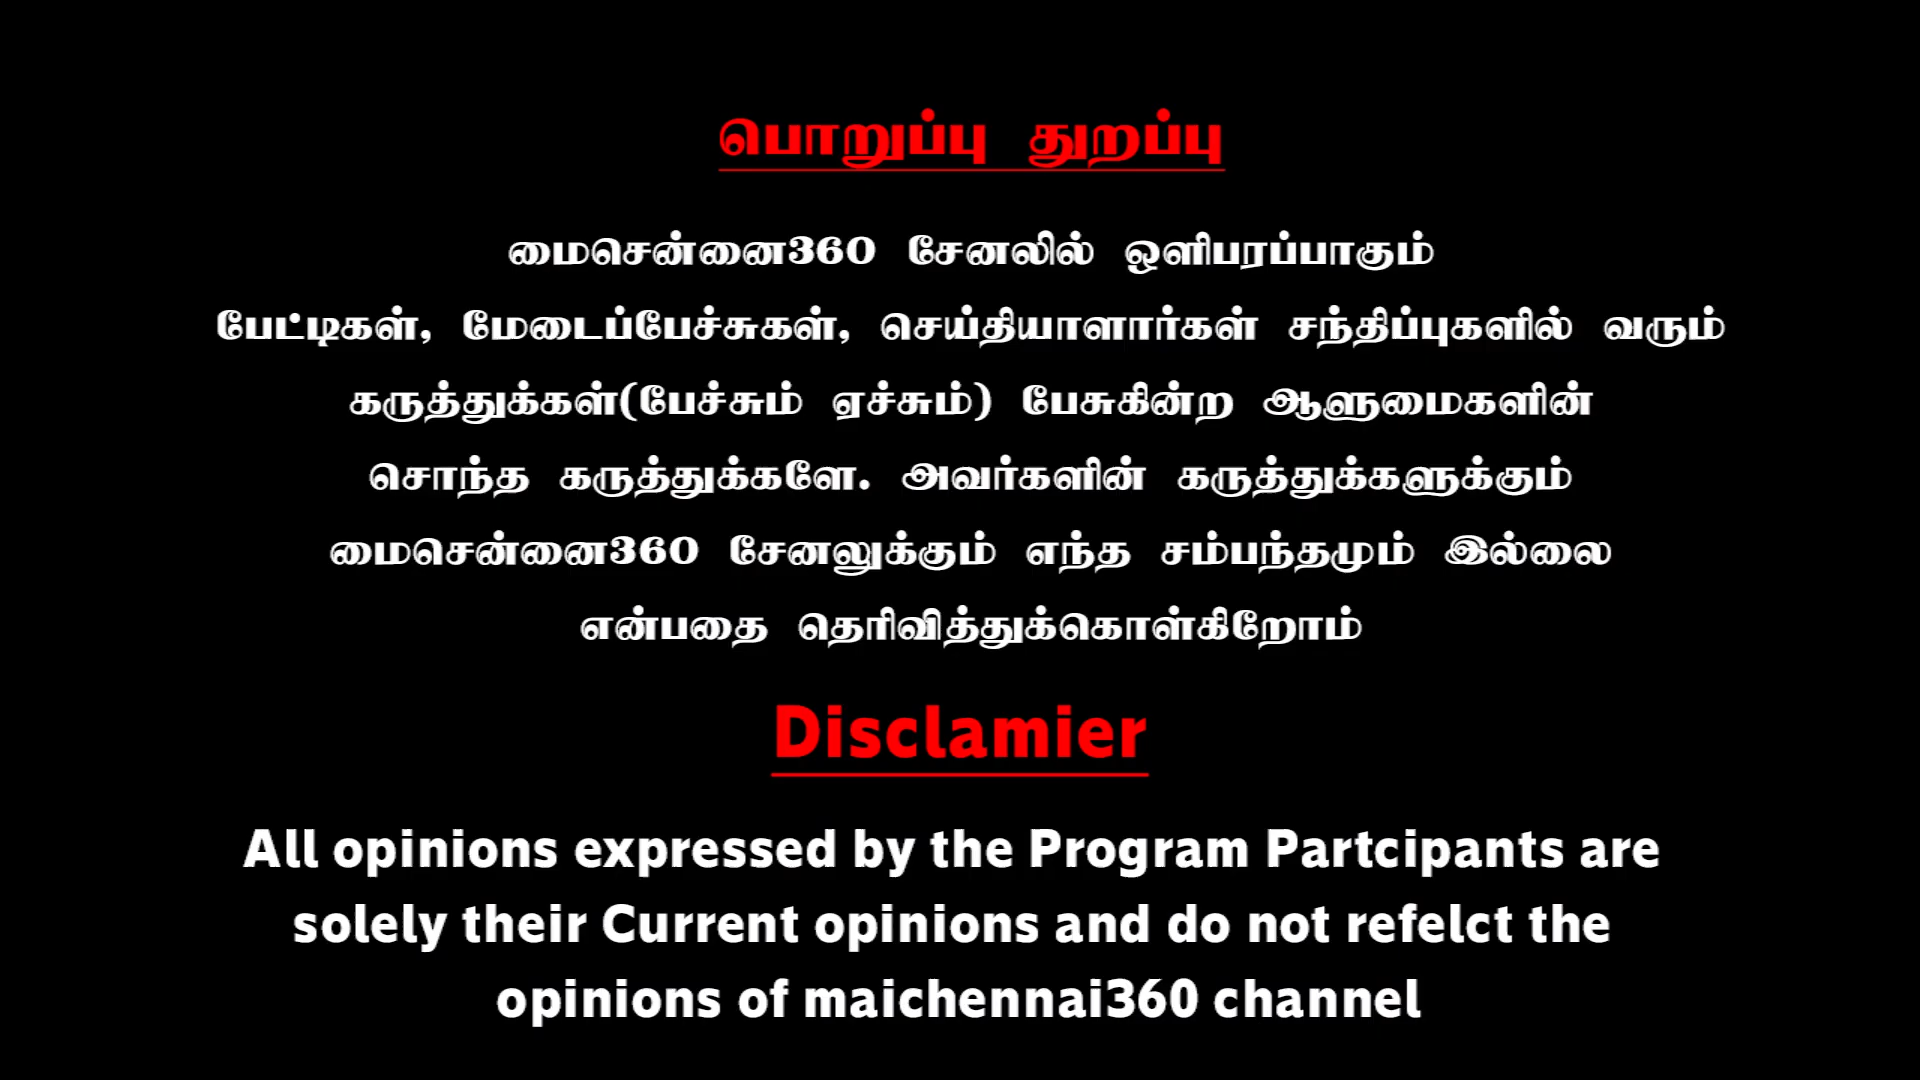 பொறுப்பு துறப்பு
மைசென்னை360 சேனலில் ஒளிபரப்பாகும்
பேட்டிகள், மேடைப்பேச்சுகள், செய்தியாளார்கள் சந்திப்புகளில் வரும்
கருத்துக்கள்(பேச்சும் ஏச்சும்) பேசுகின்ற ஆளுமைகளின்
சொந்த கருத்துக்களே. அவர்களின் கருத்துக்களுக்கும்
மைசென்னை360 சேனலுக்கும் எந்த சம்பந்தமும் இல்லை
என்பதை தெரிவித்துக்கொள்கிறோம்
Disclamier
All opinions expressed by the Program Partcipants are
solely their Current opinions and do not refelct the
opinions of maichennai360 channel